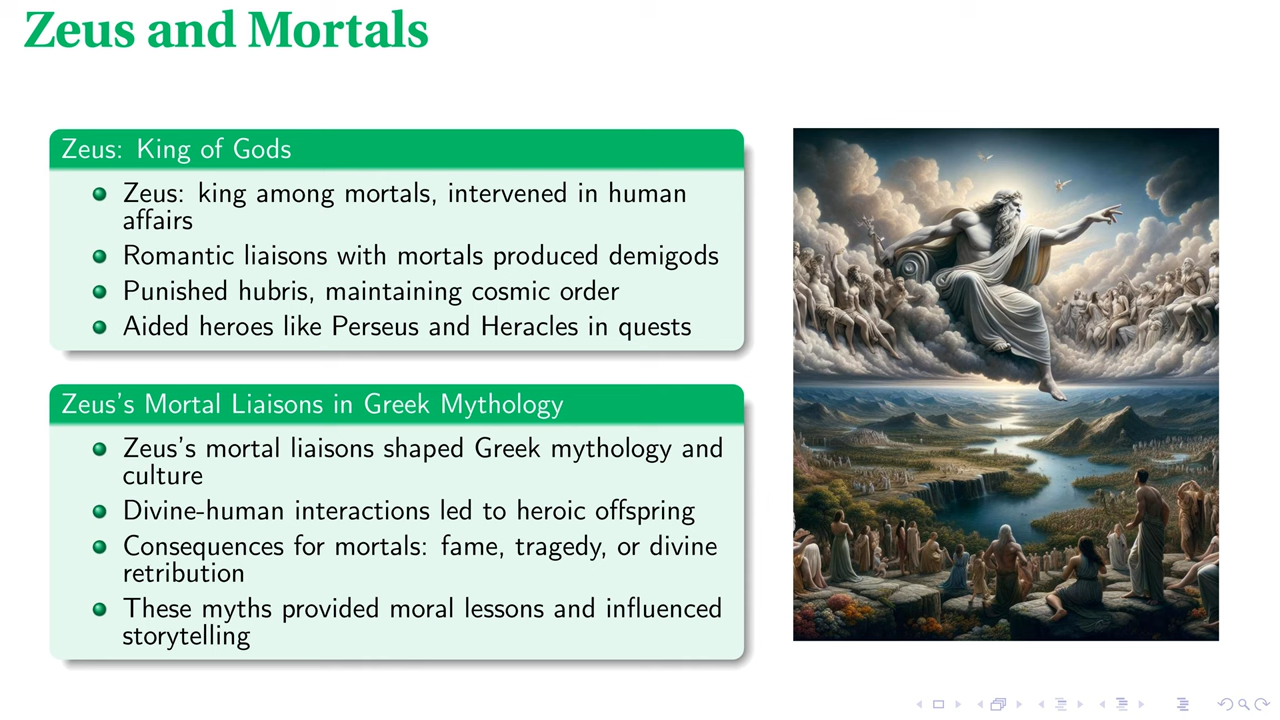 Zeus and Mortals
Zeus: King of Gods
Zeus: king among mortals, intervened in human
affairs
Romantic liaisons with mortals produced demigods
Punished hubris, maintaining cosmic order
Aided heroes like Perseus and Heracles in quests
Zeus's Mortal Liaisons in Greek Mythology
Zeus's mortal liaisons shaped Greek mythology and
culture
Divine-human interactions led to heroic offspring
Consequences for mortals: fame, tragedy, or divine
retribution
These myths provided moral lessons and influenced
storytelling